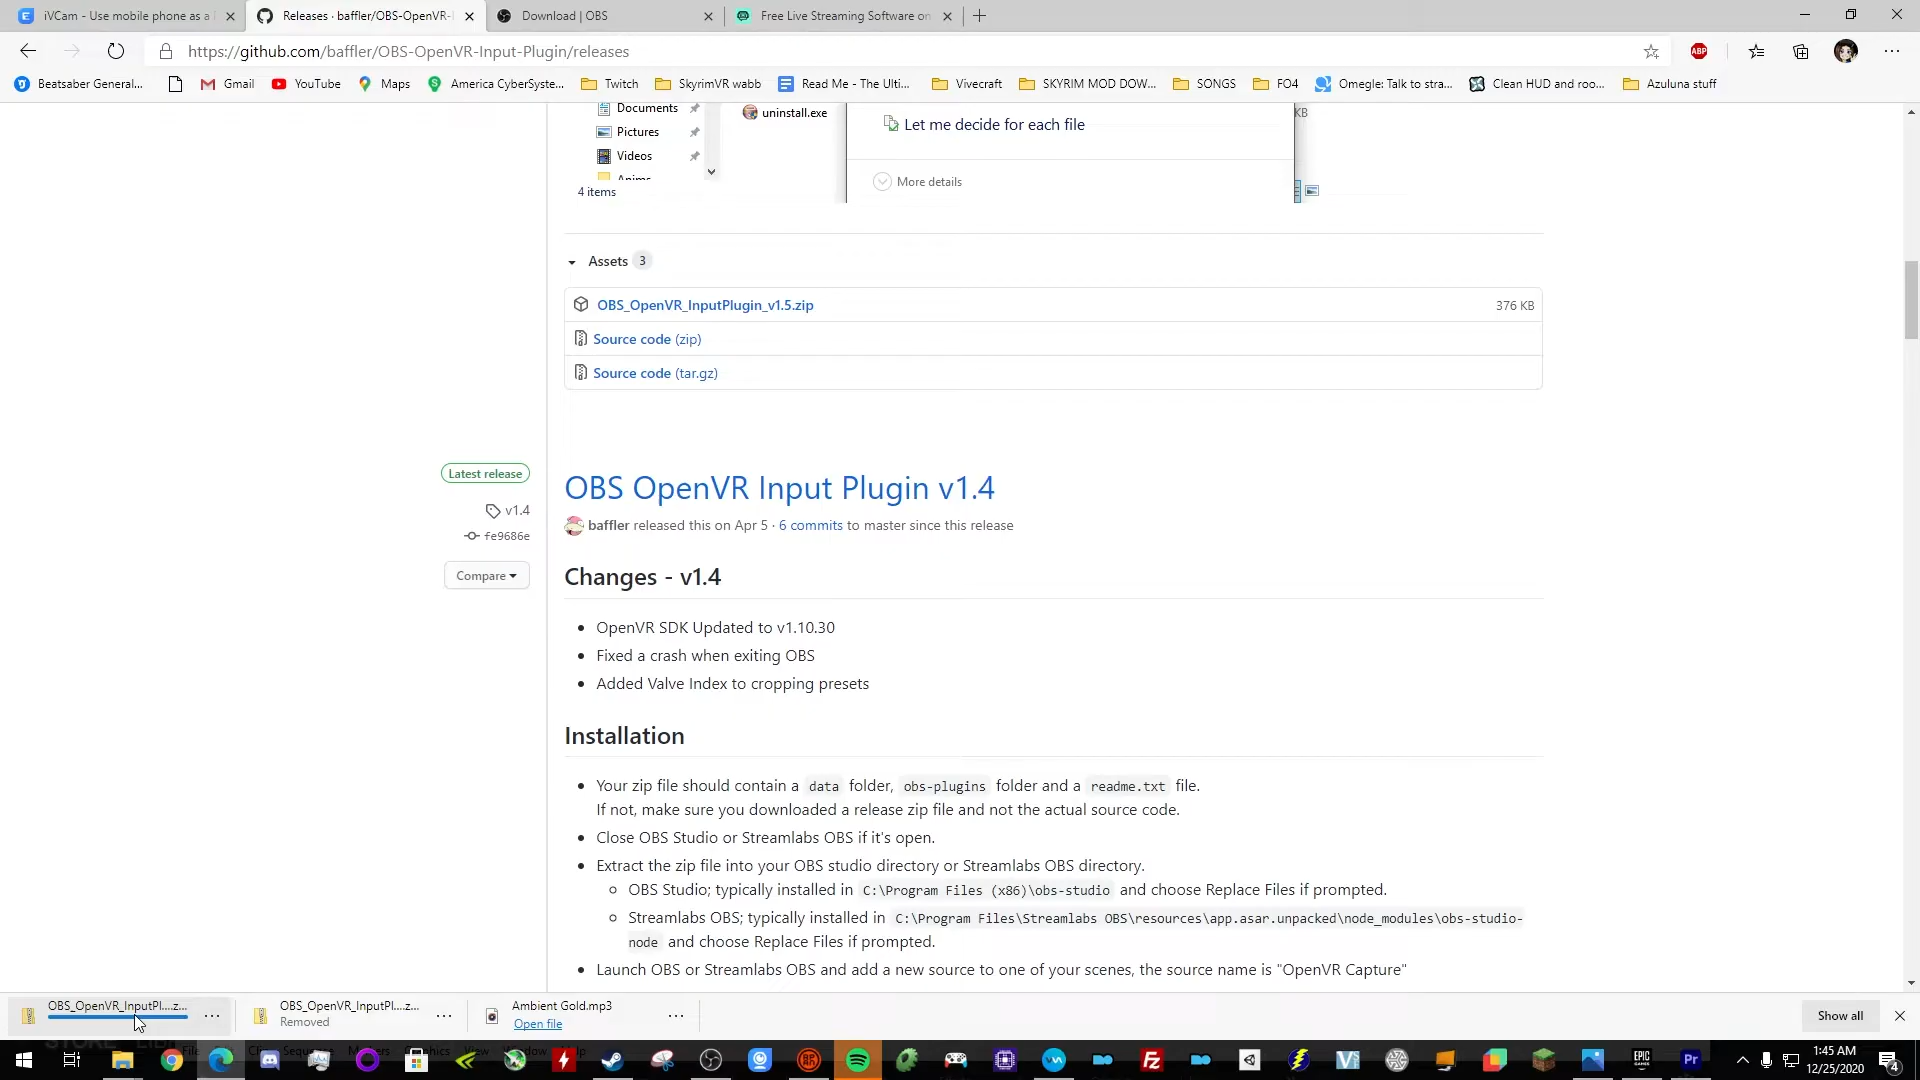 iVCam - Use mobile phone as a
Releases · baffler/OBS-OpenVR-I
Download | OBS
Free Live Streaming Software on
https://github.com/baffler/OBS-OpenVR-Input-Plugin/releases
ABP
Beatsaber General...
Gmail
YouTube
Maps
America CyberSyste...
Twitch
SkyrimVR wabb
Read Me - The Ulti...
Vivecraft
SKYRIM MOD DOW...
SONGS
FO4
Omegle: Talk to stra...
Clean HUD and roo...
Azuluna stuff
Documents
uninstall.exe
KB
Let me decide for each file
Pictures
Videos
Anims
More details
4 items
Assets 3
OBS_OpenVR_InputPlugin_v1.5.zip
376 KB
Source code (zip)
Source code (tar.gz)
Latest release
v1.4
fe9686e
Compare
OBS OpenVR Input Plugin v1.4
baffler released this on Apr 5 · 6 commits to master since this release
Changes - v1.4
OpenVR SDK Updated to v1.10.30
Fixed a crash when exiting OBS
Added Valve Index to cropping presets
Installation
Your zip file should contain a data folder, obs-plugins folder and a readme.txt file.
If not, make sure you downloaded a release zip file and not the actual source code.
Close OBS Studio or Streamlabs OBS if it's open.
Extract the zip file into your OBS studio directory or Streamlabs OBS directory.
OBS Studio; typically installed in C:\Program Files (x86)\obs-studio and choose Replace Files if prompted.
Streamlabs OBS; typically installed in C:\Program Files\Streamlabs OBS\resources\app.asar.unpacked\node_modules\obs-studio-
node and choose Replace Files if prompted.
Launch OBS or Streamlabs OBS and add a new source to one of your scenes, the source name is "OpenVR Capture"
OBS_OpenVR_InputPl....z...
OBS_OpenVR_InputPl....z...
Removed
Ambient Gold.mp3
Open file
Show all
1:45 AM
12/25/2020
4